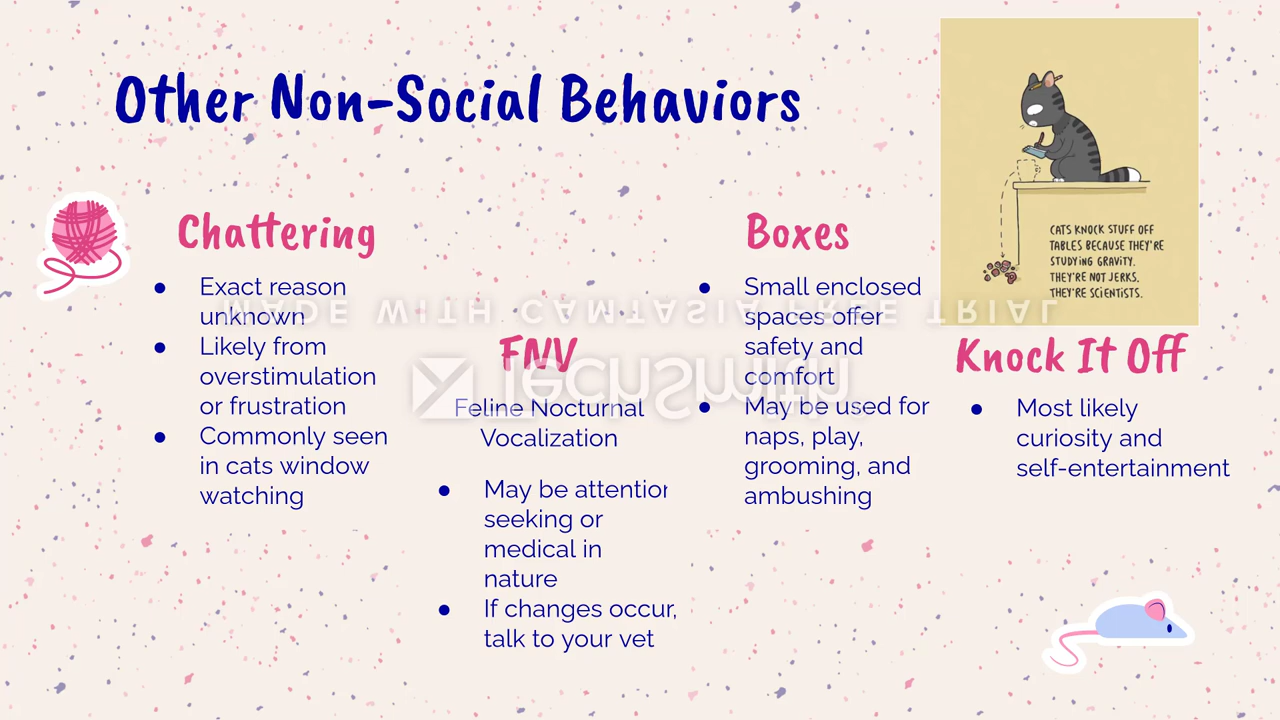 Other Non-Social Behaviors
Chattering
● Exact reason
unknown
● Likely from
overstimulation
or frustration
● Commonly seen
in cats window
watching
FNV
Feline Nocturnal
Vocalization
● May be attention
seeking or
medical in
nature
● If changes occur,
talk to your vet
Boxes
● Small enclosed
spaces offer
safety and
comfort
● May be used for
naps, play,
grooming, and
ambushing
CATS KNOCK STUFF OFF
TABLES BECAUSE THEY'RE
STUDYING GRAVITY.
THEY'RE NOT JERKS.
THEY'RE SCIENTISTS.
Knock It Off
● Most likely
curiosity and
self-entertainment
MADE WITH CAMTASIA FREE TRIAL
TechSmith